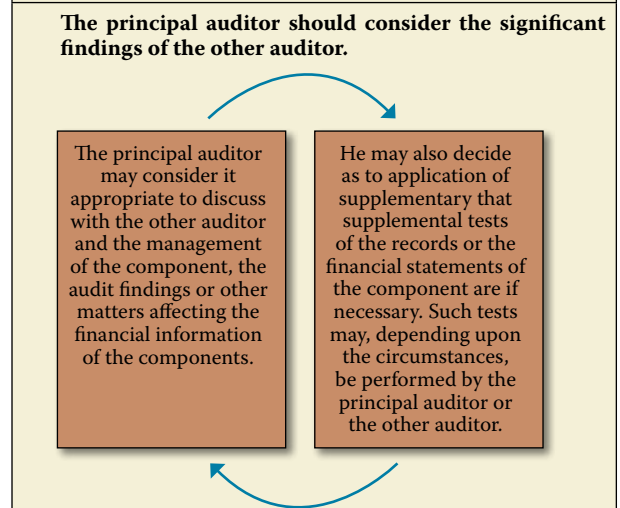 The principal auditor should consider the significant
findings of the other auditor.
The principal auditor
may consider it
appropriate to discuss
with the other auditor
and the management
of the component, the
audit findings or other
matters affecting the
financial information
of the components.
He may also decide
as to application of
supplementary that
supplemental tests
of the records or the
financial statements of
the component are if
necessary. Such tests
may, depending upon
the circumstances,
be performed by the
principal auditor or
the other auditor.